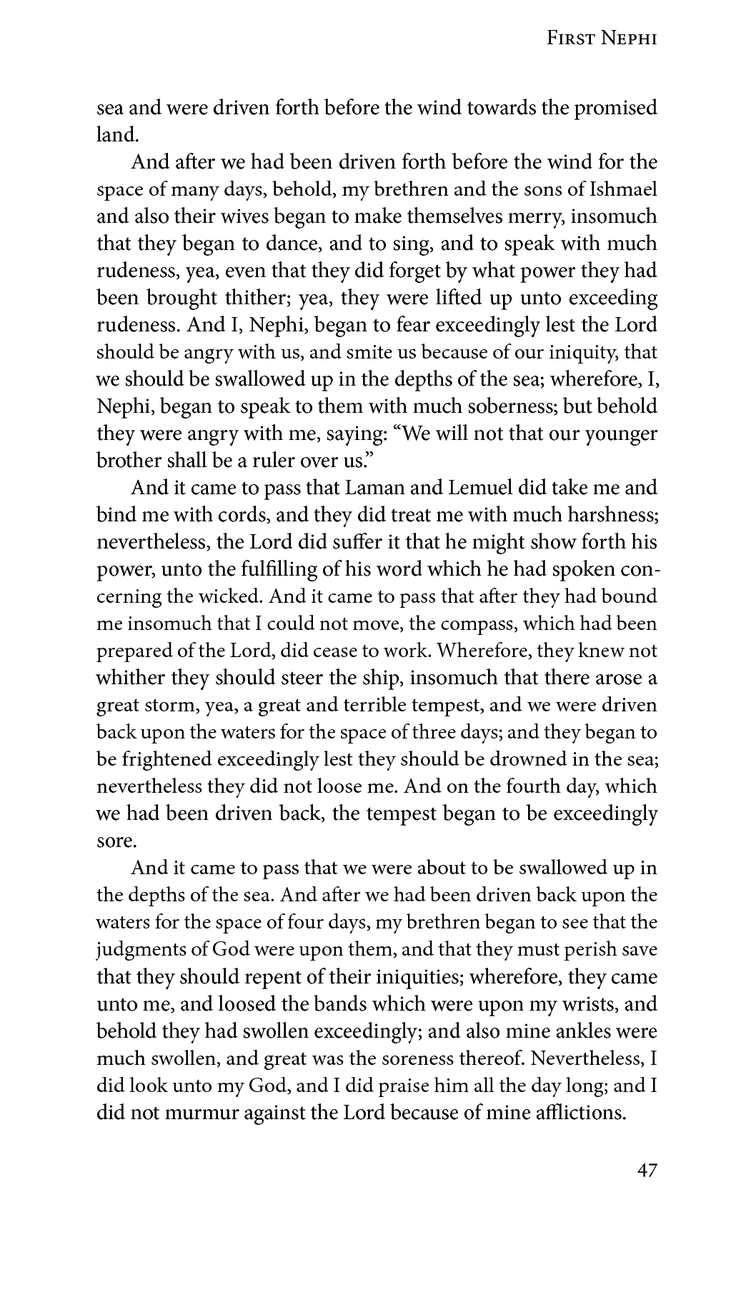 First Nephi
sea and were driven forth before the wind towards the promised
land.
And after we had been driven forth before the wind for the
space of many days, behold, my brethren and the sons of Ishmael
and also their wives began to make themselves merry, insomuch
that they began to dance, and to sing, and to speak with much
rudeness, yea, even that they did forget by what power they had
been brought thither; yea, they were lifted up unto exceeding
rudeness. And I, Nephi, began to fear exceedingly lest the Lord
should be angry with us, and smite us because of our iniquity, that
we should be swallowed up in the depths of the sea; wherefore, I,
Nephi, began to speak to them with much soberness; but behold
they were angry with me, saying: “We will not that our younger
brother shall be a ruler over us.”
And it came to pass that Laman and Lemuel did take me and
bind me with cords, and they did treat me with much harshness;
nevertheless, the Lord did suffer it that he might show forth his
power, unto the fulfilling of his word which he had spoken con-
cerning the wicked. And it came to pass that after they had bound
me insomuch that I could not move, the compass, which had been
prepared of the Lord, did cease to work. Wherefore, they knew not
whither they should steer the ship, insomuch that there arose a
great storm, yea, a great and terrible tempest, and we were driven
back upon the waters for the space of three days; and they began to
be frightened exceedingly lest they should be drowned in the sea;
nevertheless they did not loose me. And on the fourth day, which
we had been driven back, the tempest began to be exceedingly
sore.
And it came to pass that we were about to be swallowed up in
the depths of the sea. And after we had been driven back upon the
waters for the space of four days, my brethren began to see that the
judgments of God were upon them, and that they must perish save
that they should repent of their iniquities; wherefore, they came
unto me, and loosed the bands which were upon my wrists, and
behold they had swollen exceedingly; and also mine ankles were
much swollen, and great was the soreness thereof. Nevertheless, I
did look unto my God, and I did praise him all the day long; and I
did not murmur against the Lord because of mine afflictions.
47